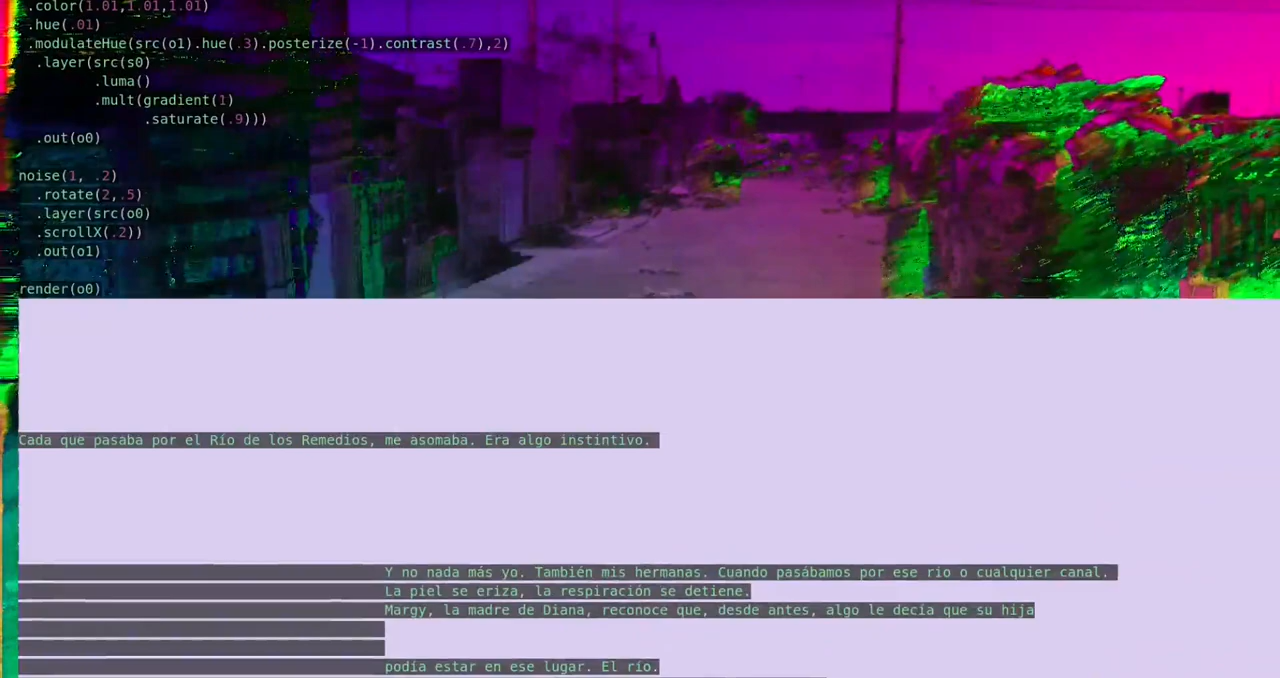 .color(1.01,1.01,1.01)
.hue(.01)
.modulateHue(src(o1).hue(.3).posterize(-1).contrast(.7),2)
.layer(src(s0)
.luma()
.mult(gradient(1)
.saturate(.9)))
.out(o0)
noise(1, .2)
.rotate(2,.5)
.layer(src(o0)
.scrollX(.2))
.out(o1)
render(o0)
Cada que pasaba por el Río de los Remedios, me asomaba. Era algo instintivo.
Y no nada más yo. También mis hermanas. Cuando pasábamos por ese rio o cualquier canal.
La piel se eriza, la respiración se detiene.
Margy, la madre de Diana, reconoce que, desde antes, algo le decía que su hija
podía estar en ese lugar. El río.